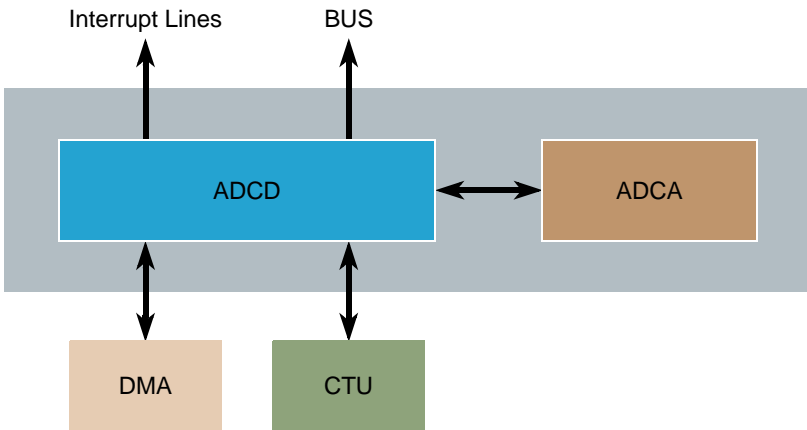 Interrupt Lines
BUS
ADCD
ADCA
DMA
CTU